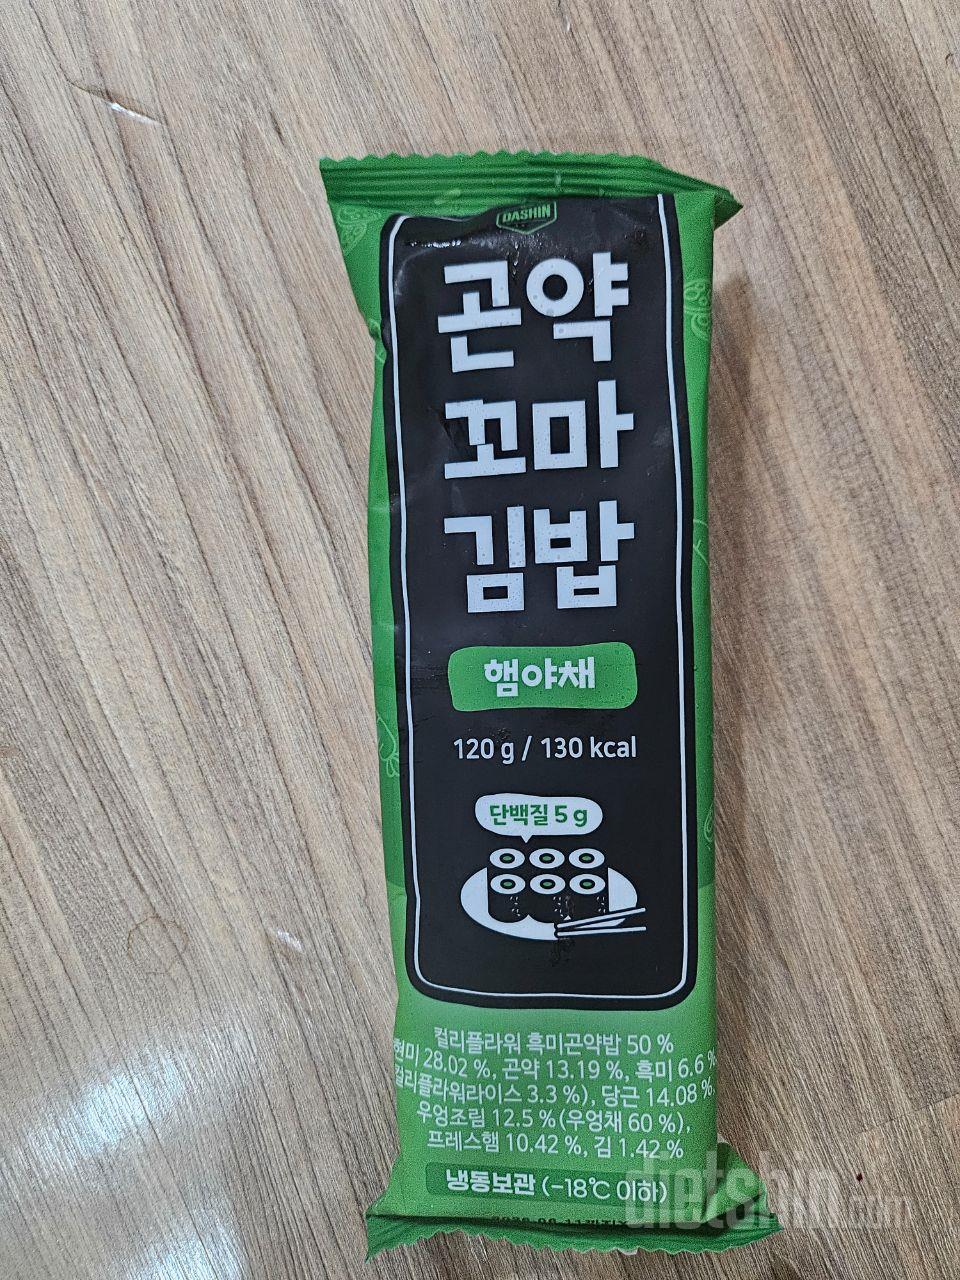 DASHIN
곤약
꼬마
김밥
햄야채
120 g / 130 kcal
단백질 5 g
컬리플라워 흑미곤약밥 50 %
현미 28.02 %, 곤약 13.19 %, 흑미 6.6 %
컬리플라워라이스 3.3 %), 당근 14.08 %,
우엉조림 12.5 %(우엉채 60 %),
프레스햄 10.42 %, 김 1.42 %
냉동보관 (-18℃ 이하)
dietshin.com